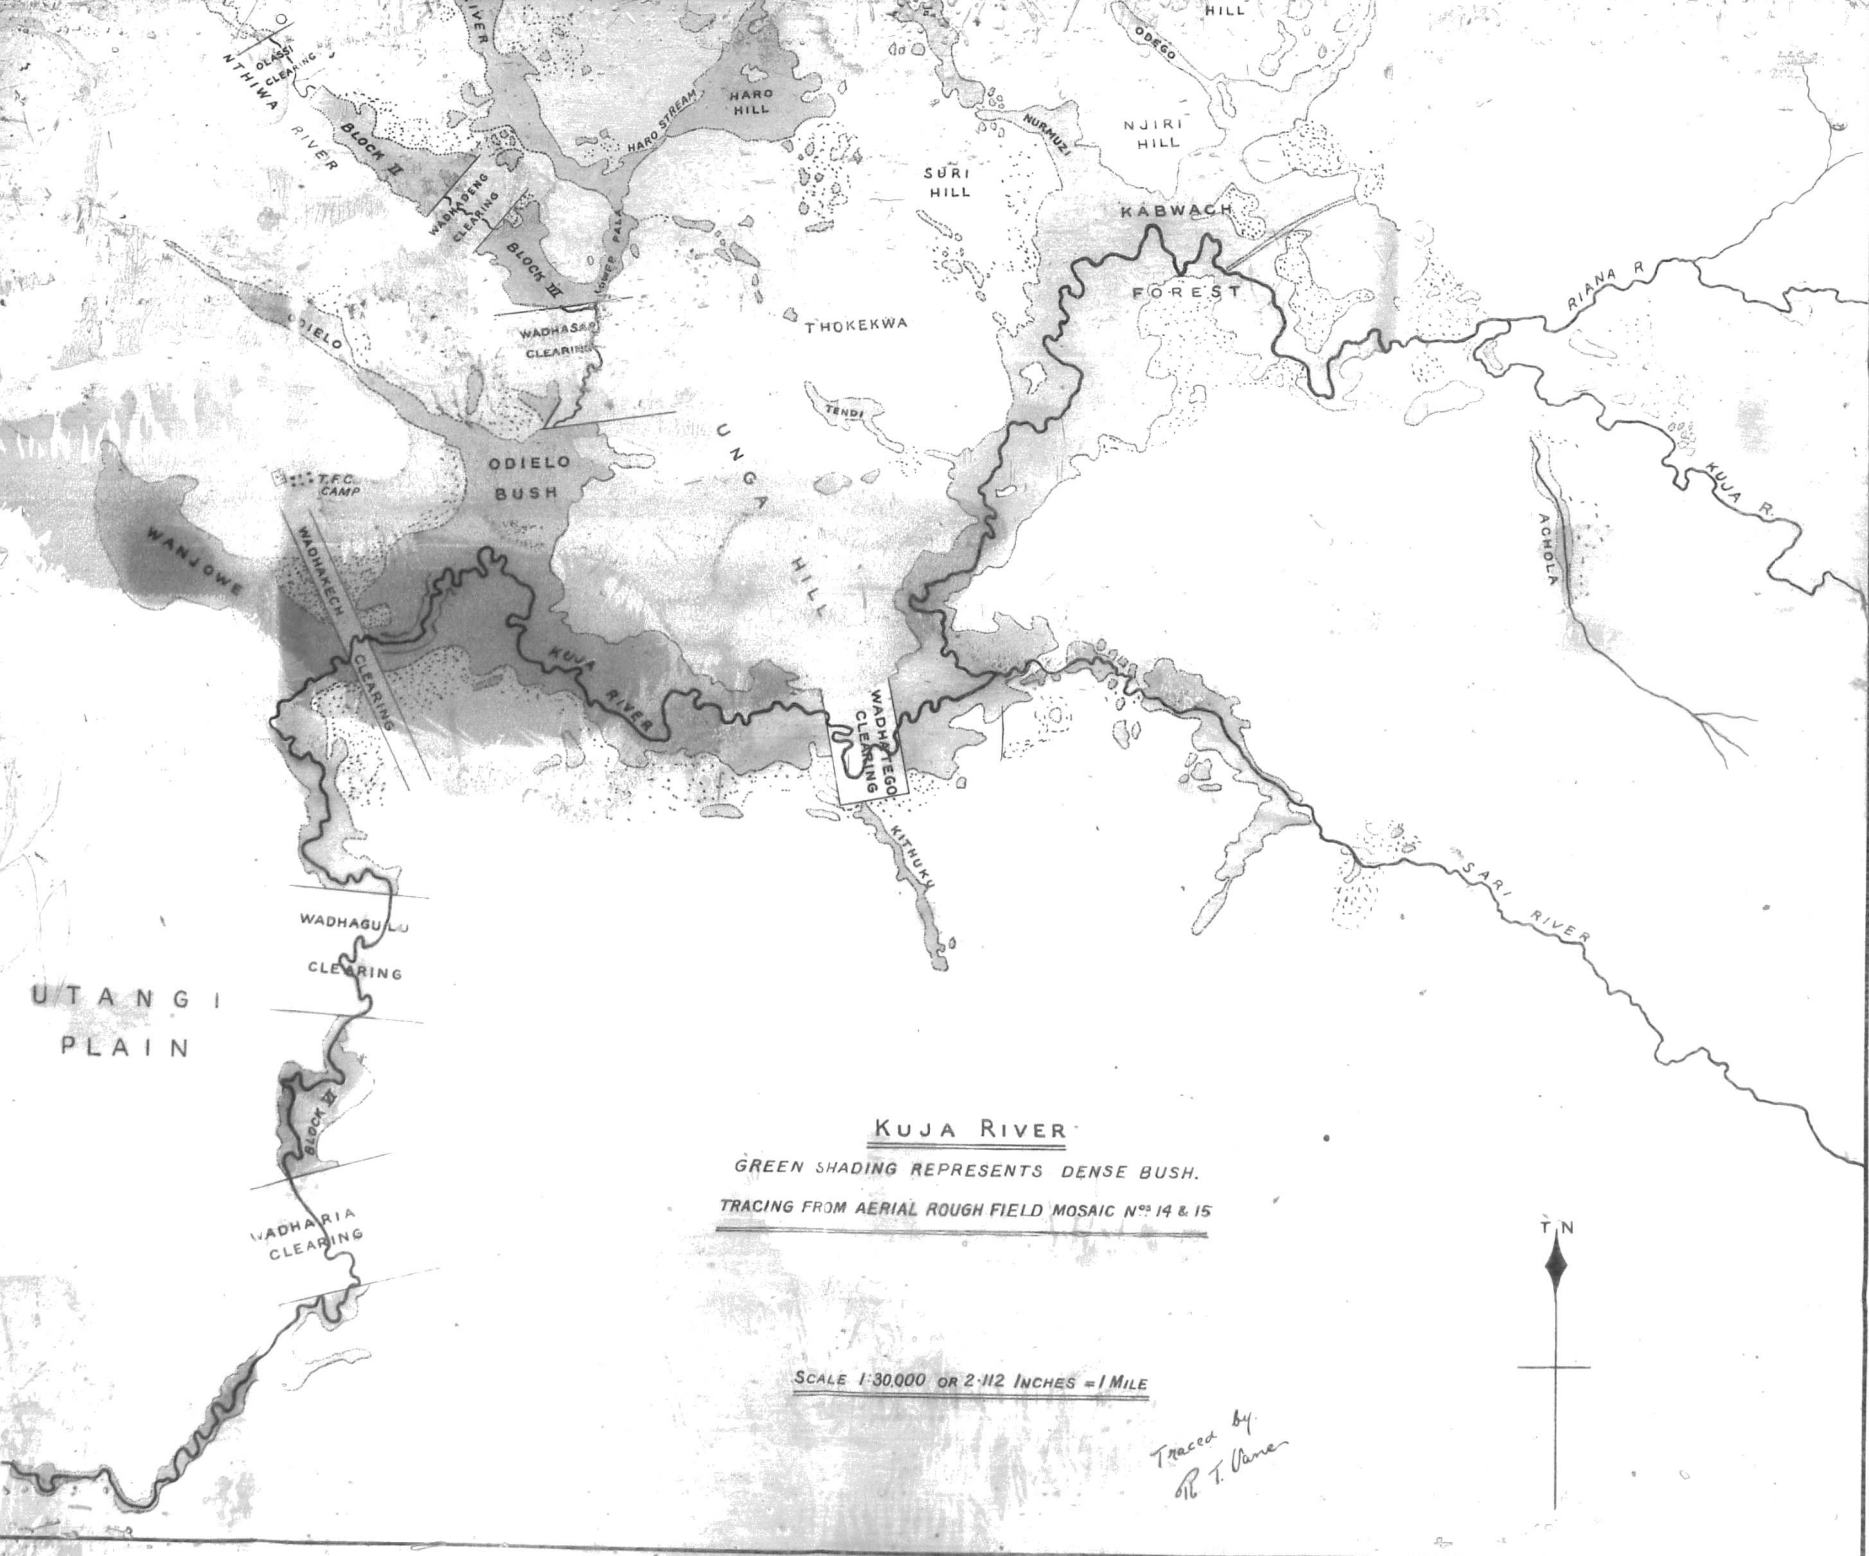 HILL
RIVER
ODEGO
OLASSI
CLEARING
NTHIWA
RIVER
HARO
HILL
HARO STREAM
BLOCK II
NURMUZI
NJIRI
HILL
SURI
HILL
WADHADENG
CLEARING
KABWACH
FOREST
LOWER PALA
BLOCK III
RIANA R
ODIELO
WADHASAR
CLEARING
THOKEKWA
TENDI
UNGA
HILL
ODIELO
BUSH
T.F.C.
CAMP
KUJA R.
ACHOLA
WANJOWE
WADHAKECH
CLEARING
KUJA
RIVER
WADHATEGO
CLEARING
KITHUKU
SARI RIVER
WADHAGULU
CLEARING
UTANGI
PLAIN
BLOCK VI
WADHARIA
CLEARING
KUJA RIVER
GREEN SHADING REPRESENTS DENSE BUSH.
TRACING FROM AERIAL ROUGH FIELD MOSAIC Nos 14 & 15
T N
SCALE 1:30,000 OR 2·112 INCHES = 1 MILE
Traced by
R. T. Vane